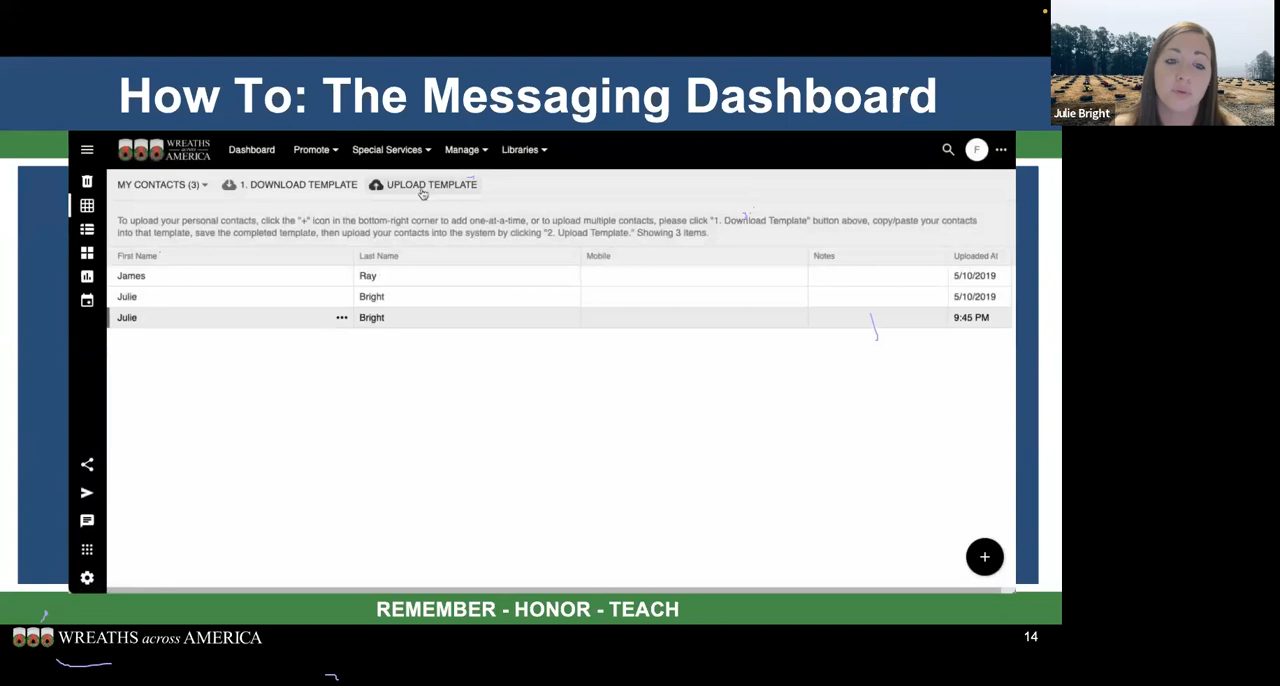 How To: The Messaging Dashboard
Julie Bright
WREATHS
across
AMERICA
Dashboard Promote Special Services Manage Libraries F
MY CONTACTS (3) 1. DOWNLOAD TEMPLATE UPLOAD TEMPLATE
To upload your personal contacts, click the "+" icon in the bottom-right corner to add one-at-a-time, or to upload multiple contacts, please click "1. Download Template" button above, copy/paste your contacts
into that template, save the completed template, then upload your contacts into the system by clicking "2. Upload Template." Showing 3 items.
First Name Last Name Mobile Notes Uploaded At
James Ray 5/10/2019
Julie Bright 5/10/2019
Julie ••• Bright 9:45 PM
REMEMBER - HONOR - TEACH
WREATHS across AMERICA 14